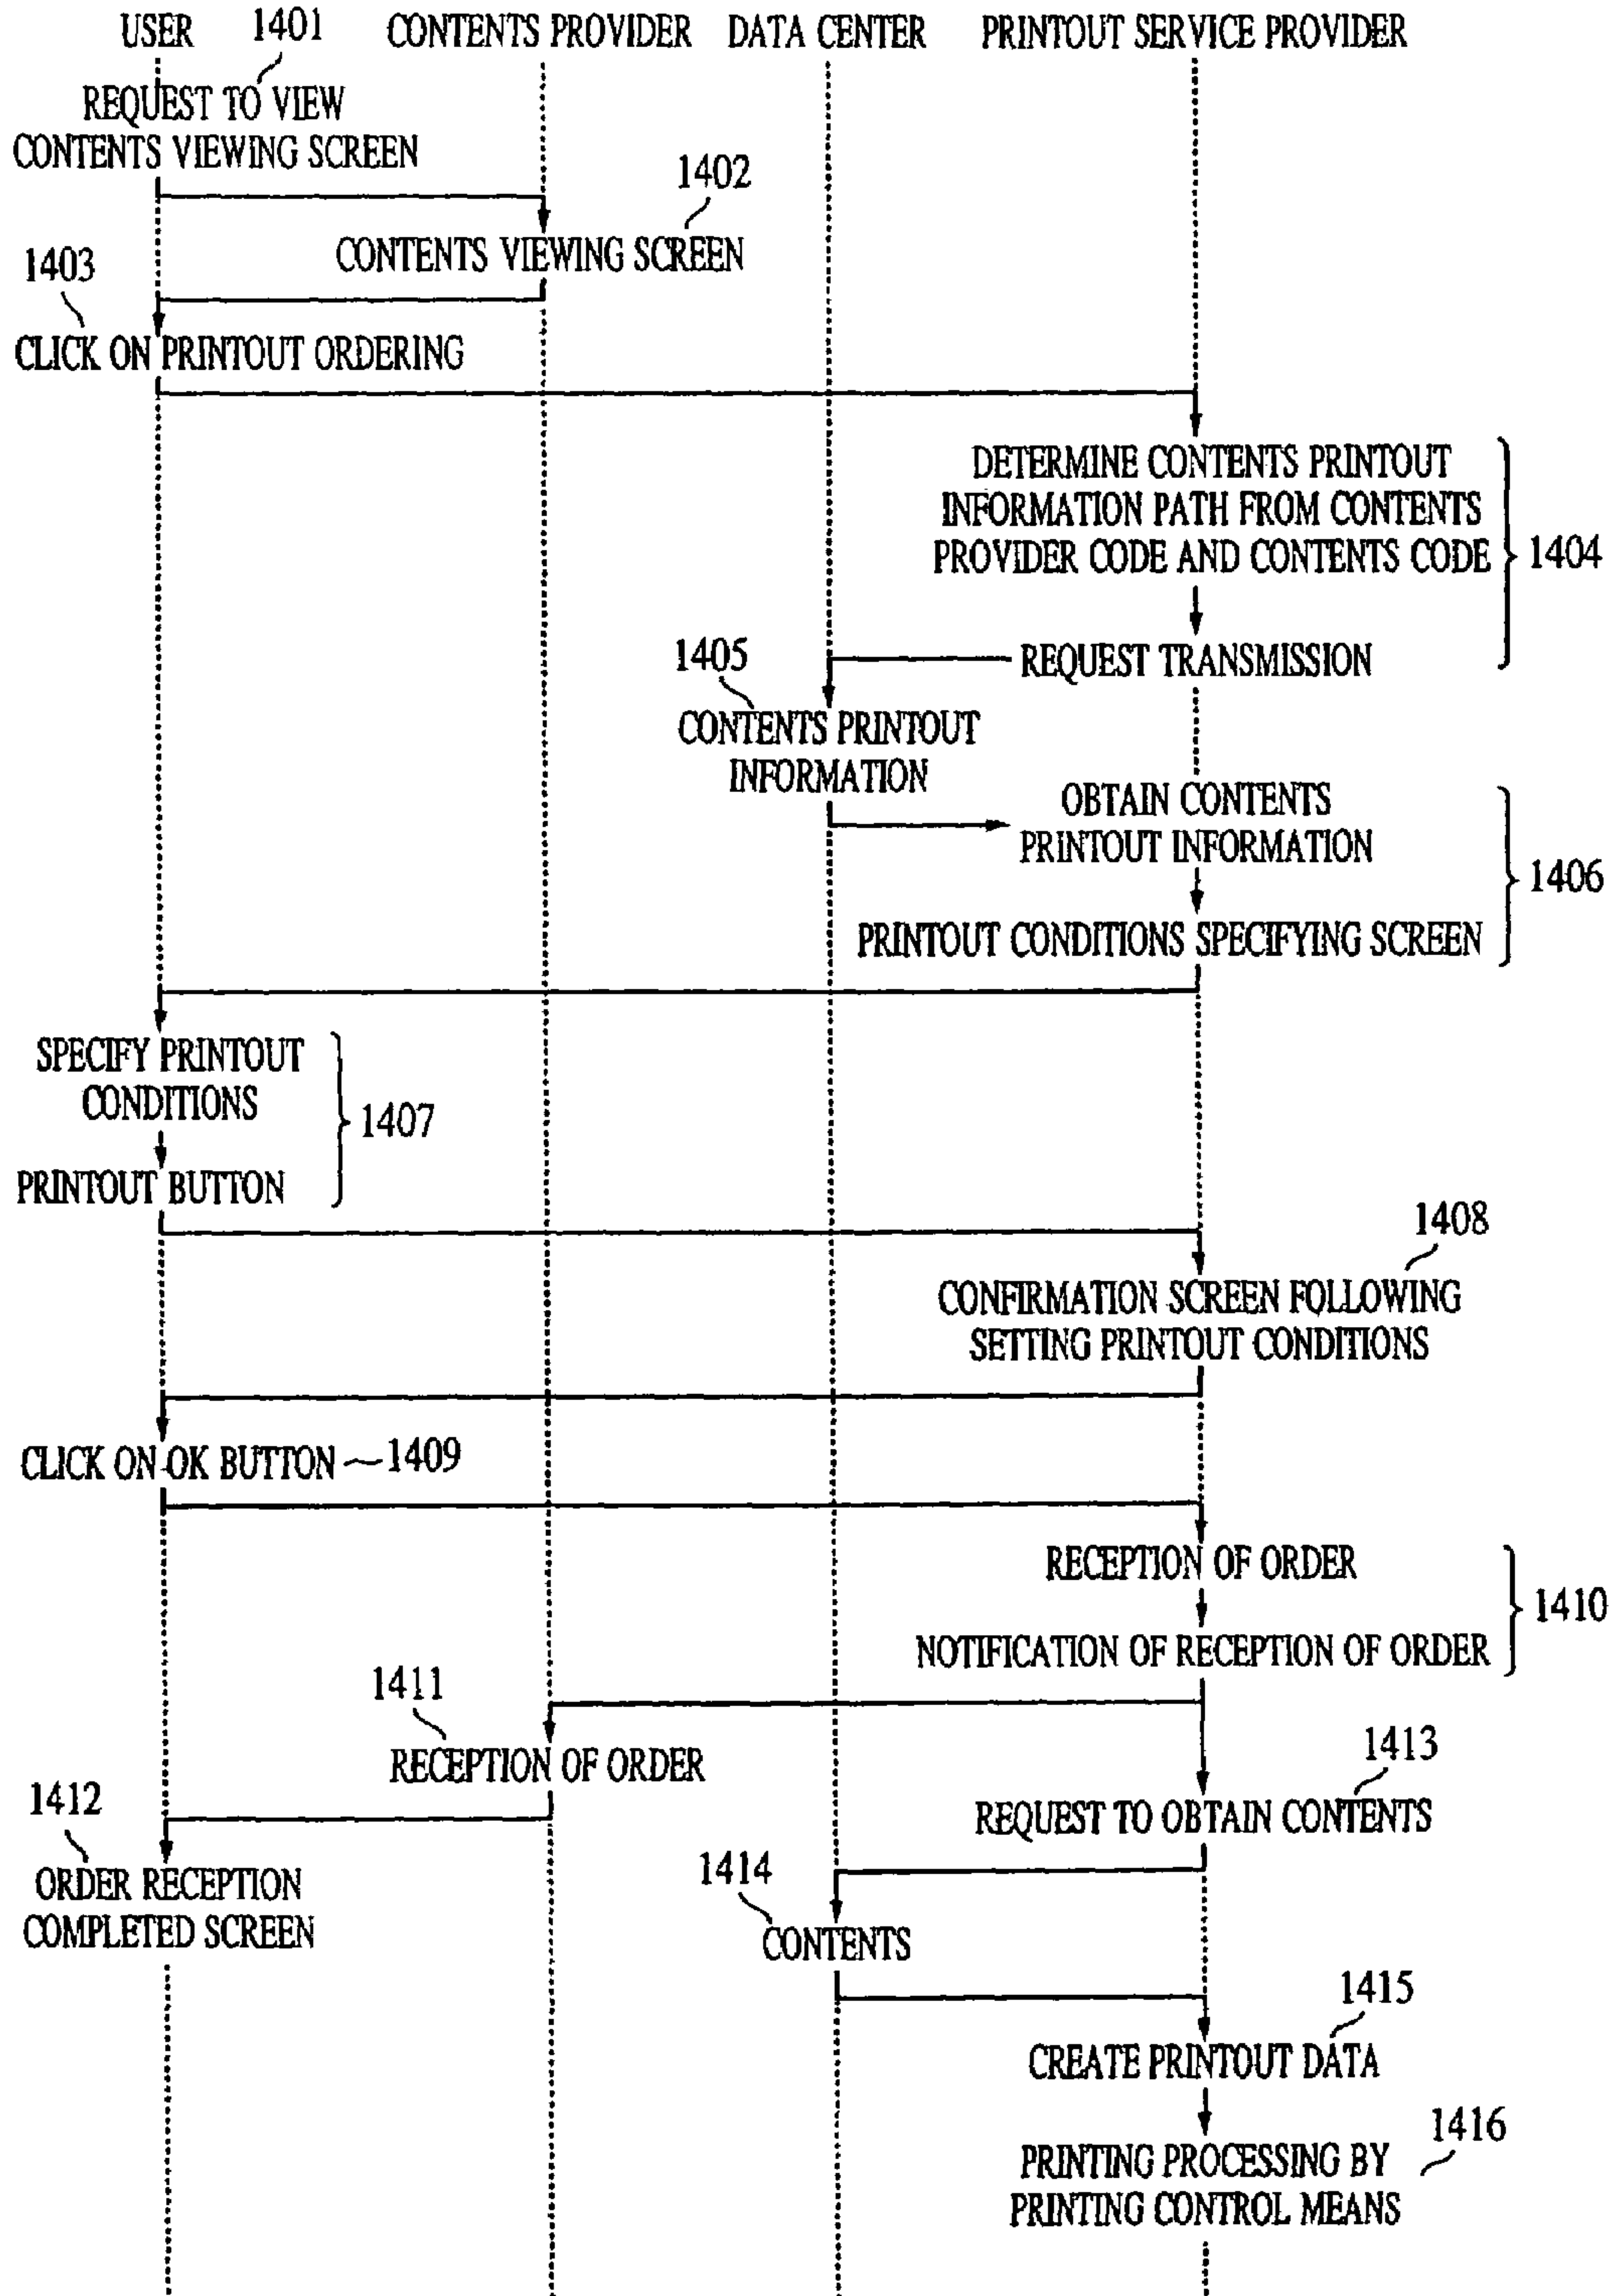 USER 1401 CONTENTS PROVIDER DATA CENTER PRINTOUT SERVICE PROVIDER
REQUEST TO VIEW
CONTENTS VIEWING SCREEN
1402
CONTENTS VIEWING SCREEN
1403
CLICK ON PRINTOUT ORDERING
DETERMINE CONTENTS PRINTOUT
INFORMATION PATH FROM CONTENTS
PROVIDER CODE AND CONTENTS CODE
1404
REQUEST TRANSMISSION
1405
CONTENTS PRINTOUT
INFORMATION
OBTAIN CONTENTS
PRINTOUT INFORMATION
1406
PRINTOUT CONDITIONS SPECIFYING SCREEN
SPECIFY PRINTOUT
CONDITIONS
1407
PRINTOUT BUTTON
1408
CONFIRMATION SCREEN FOLLOWING
SETTING PRINTOUT CONDITIONS
CLICK ON OK BUTTON 1409
RECEPTION OF ORDER
1410
NOTIFICATION OF RECEPTION OF ORDER
1411
RECEPTION OF ORDER
1413
REQUEST TO OBTAIN CONTENTS
1412
ORDER RECEPTION
COMPLETED SCREEN
1414
CONTENTS
1415
CREATE PRINTOUT DATA
1416
PRINTING PROCESSING BY
PRINTING CONTROL MEANS